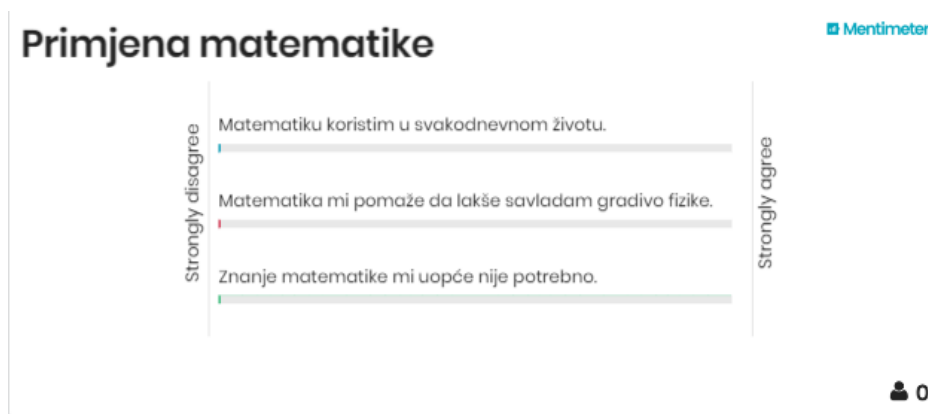 Primjena matematike
Mentimeter
Strongly disagree
Matematiku koristim u svakodnevnom životu.
Matematika mi pomaže da lakše savladam gradivo fizike.
Znanje matematike mi uopće nije potrebno.
Strongly agree
0